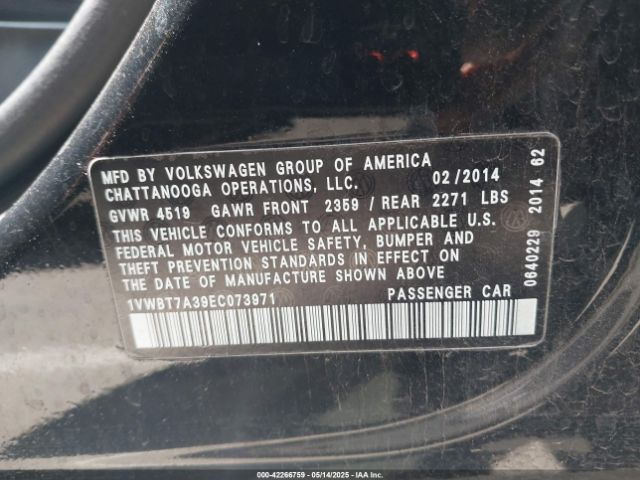 MFD BY VOLKSWAGEN GROUP OF AMERICA
CHATTANOOGA OPERATIONS, LLC. 02/2014
GVWR 4519 GAWR FRONT 2359 / REAR 2271 LBS
THIS VEHICLE CONFORMS TO ALL APPLICABLE U.S.
FEDERAL MOTOR VEHICLE SAFETY, BUMPER AND
THEFT PREVENTION STANDARDS IN EFFECT ON
THE DATE OF MANUFACTURE SHOWN ABOVE
1VWBT7A39EC073971 PASSENGER CAR
0640229 2014 62
000-42266759 - 05/14/2025 - IAA Inc.